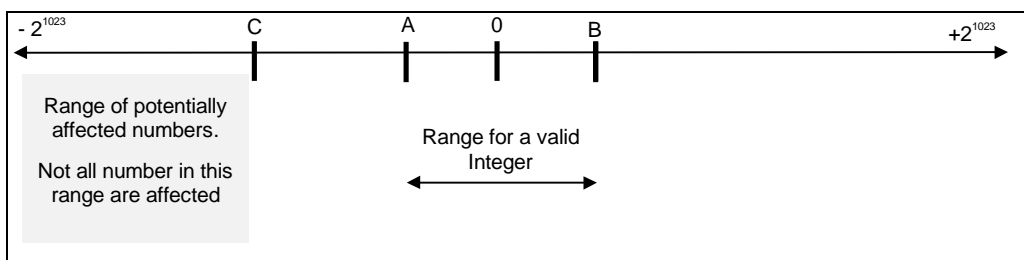 - 2^1023 C A 0 B +2^1023
Range of potentially
affected numbers.
Not all number in this
range are affected
Range for a valid
Integer